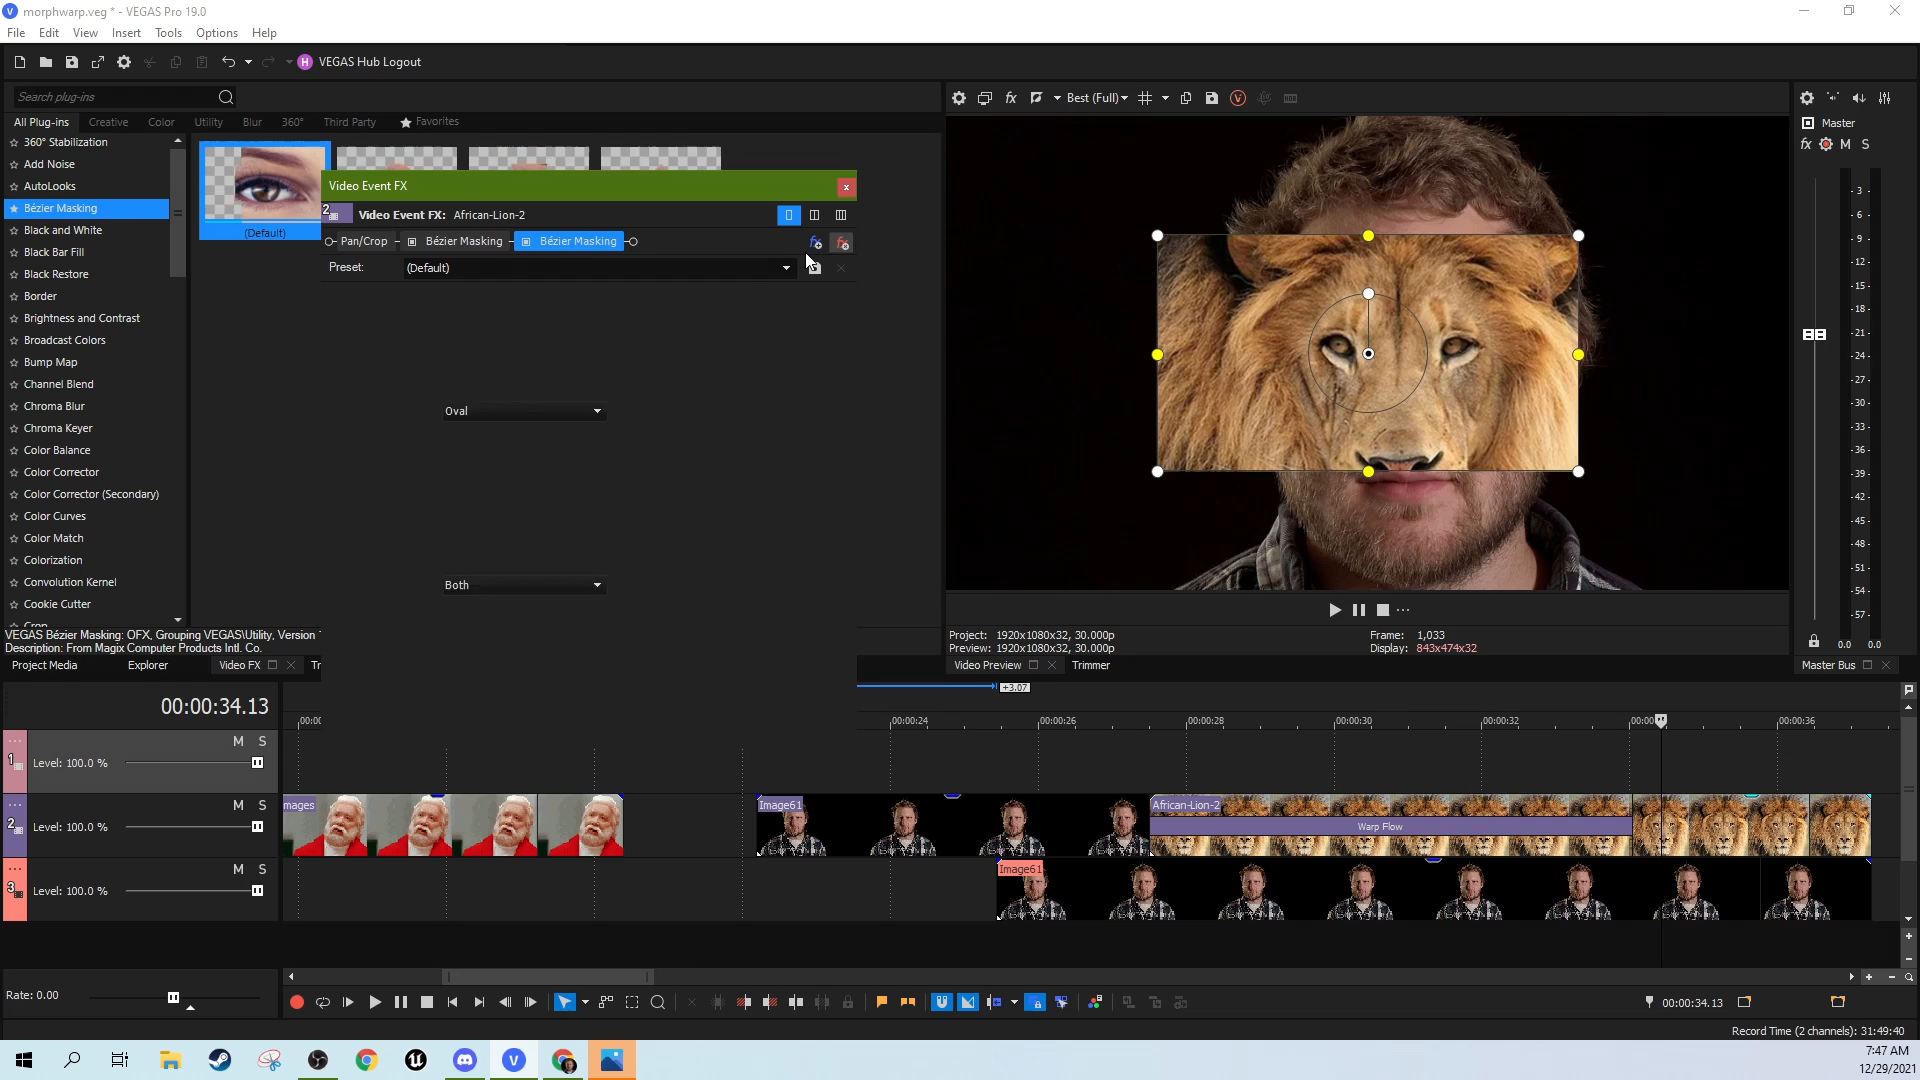 morphwarp.veg * - VEGAS Pro 19.0
File Edit View Insert Tools Options Help
VEGAS Hub Logout
Search plug-ins
All Plug-ins Creative Color Utility Blur 360° Third Party Favorites
360° Stabilization
Add Noise
AutoLooks
Bézier Masking
Black and White
Black Bar Fill
Black Restore
Border
Brightness and Contrast
Broadcast Colors
Bump Map
Channel Blend
Chroma Blur
Chroma Keyer
Color Balance
Color Corrector
Color Corrector (Secondary)
Color Curves
Color Match
Colorization
Convolution Kernel
Cookie Cutter
Crop
(Default)
VEGAS Bézier Masking: OFX, Grouping VEGAS\Utility, Version
Description: From Magix Computer Products Intl. Co.
Project Media Explorer Video FX Tr
Video Event FX
2
Video Event FX: African-Lion-2
Pan/Crop Bézier Masking Bézier Masking
Preset: (Default)
Oval
Both
Best (Full)
Project: 1920x1080x32, 30.000p
Preview: 1920x1080x32, 30.000p
Frame: 1,033
Display: 843x474x32
Video Preview Trimmer
Master
fx M S
- 3 -
- 6 -
- 9 -
-12-
-15-
-18-
-21-
-24-
-27-
-30-
-33-
-36-
-39-
-42-
-45-
-48-
-51-
-54-
-57-
0.0 0.0
Master Bus
00:00:34.13
+3.07
00:00:24 00:00:26 00:00:28 00:00:30 00:00:32 00:00:36
M S
1
Level: 100.0 %
M S
2
Level: 100.0 %
M S
3
Level: 100.0 %
mages Image61 African-Lion-2
Warp Flow
Image61
Rate: 0.00
00:00:34.13
Record Time (2 channels): 31:49:40
7:47 AM
12/29/2021